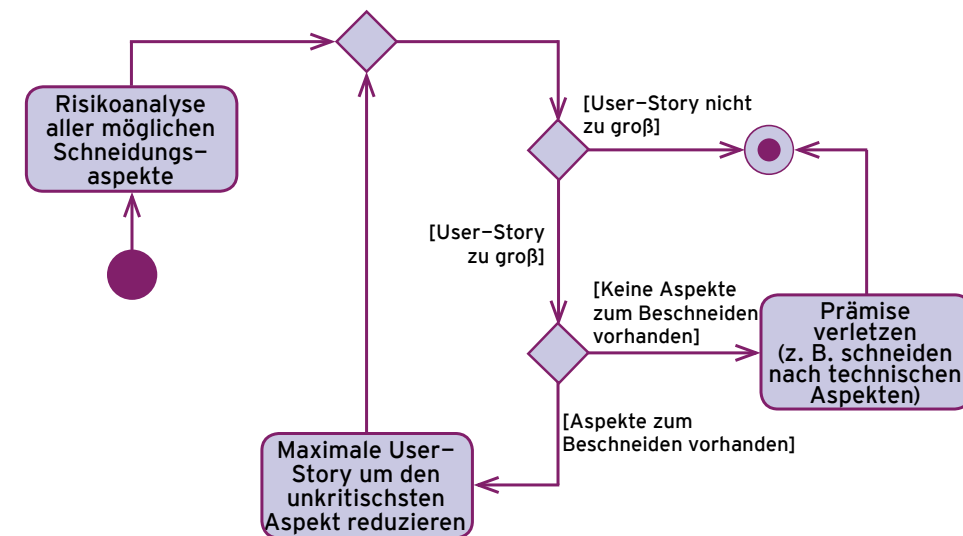 Risikoanalyse
aller möglichen
Schneidungs–
aspekte
[User–Story nicht
zu groß]
[User–Story
zu groß]
[Keine Aspekte
zum Beschneiden
vorhanden]
Prämise
verletzen
(z. B. schneiden
nach technischen
Aspekten)
[Aspekte zum
Beschneiden vorhanden]
Maximale User–
Story um den
unkritischsten
Aspekt reduzieren